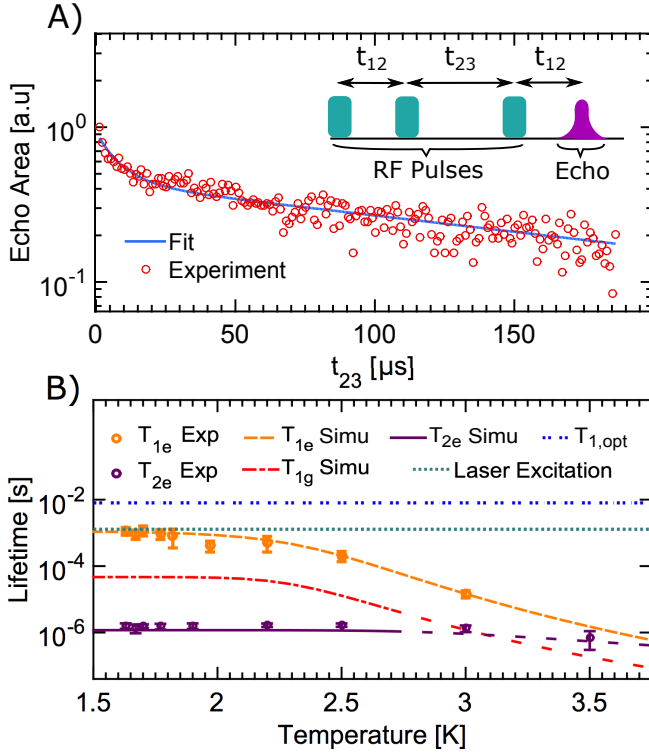 A)
t12 t23 t12
RF Pulses Echo
Echo Area [a.u]
10^0
10^-1
Fit
Experiment
0 50 100 150
t23 [µs]
B)
T1e Exp T1e Simu T2e Simu T1,opt
T2e Exp T1g Simu Laser Excitation
Lifetime [s]
10^-2
10^-4
10^-6
1.5 2.0 2.5 3.0 3.5
Temperature [K]